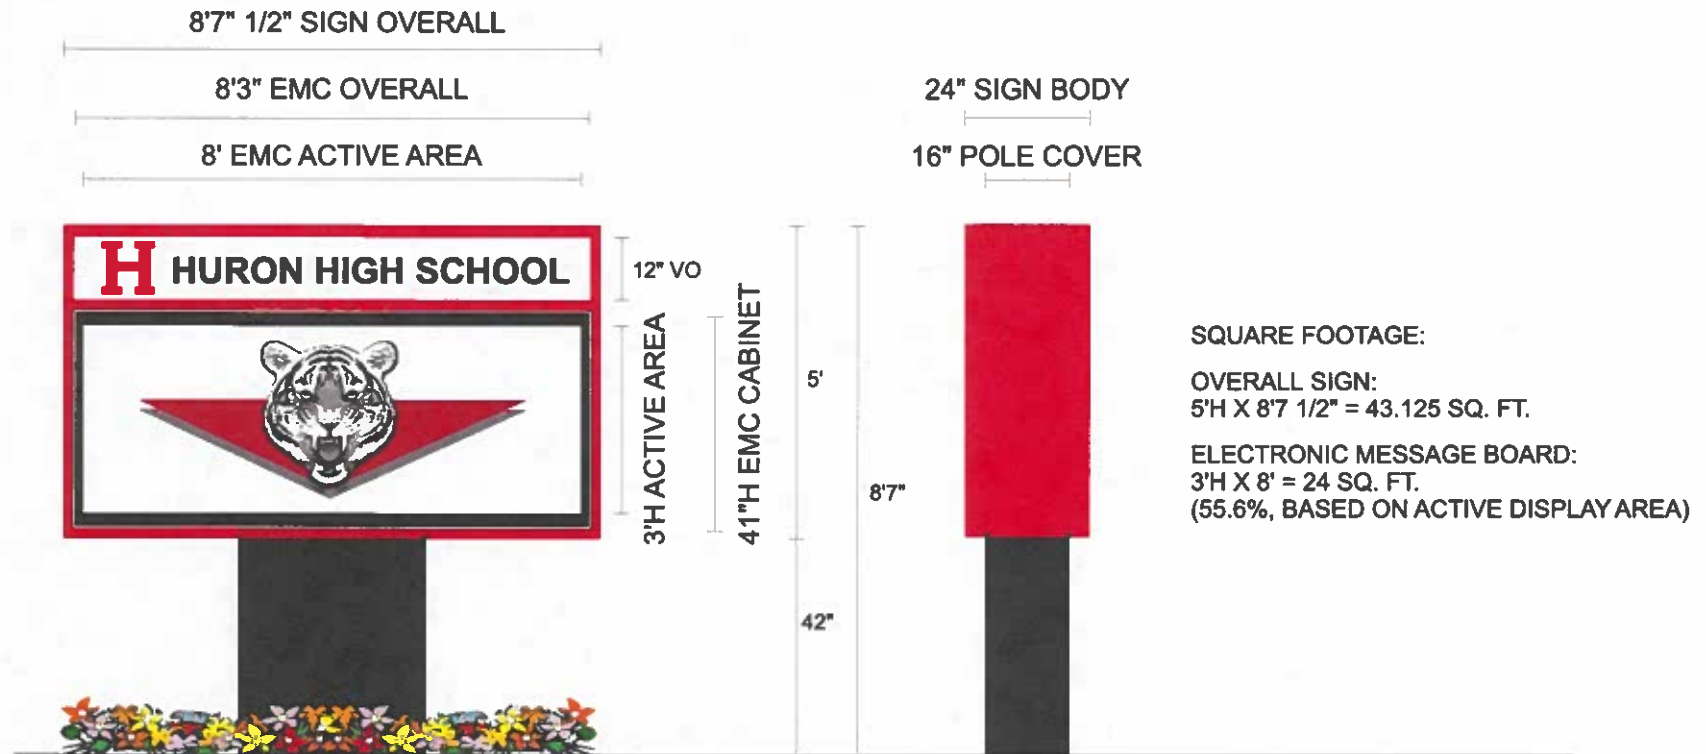 8'7" 1/2" SIGN OVERALL
8'3" EMC OVERALL
8' EMC ACTIVE AREA
H HURON HIGH SCHOOL
12" VO
3'H ACTIVE AREA
41"H EMC CABINET
5'
8'7"
42"
24" SIGN BODY
16" POLE COVER
SQUARE FOOTAGE:
OVERALL SIGN:
5'H X 8'7 1/2" = 43.125 SQ. FT.
ELECTRONIC MESSAGE BOARD:
3'H X 8' = 24 SQ. FT.
(55.6%, BASED ON ACTIVE DISPLAY AREA)